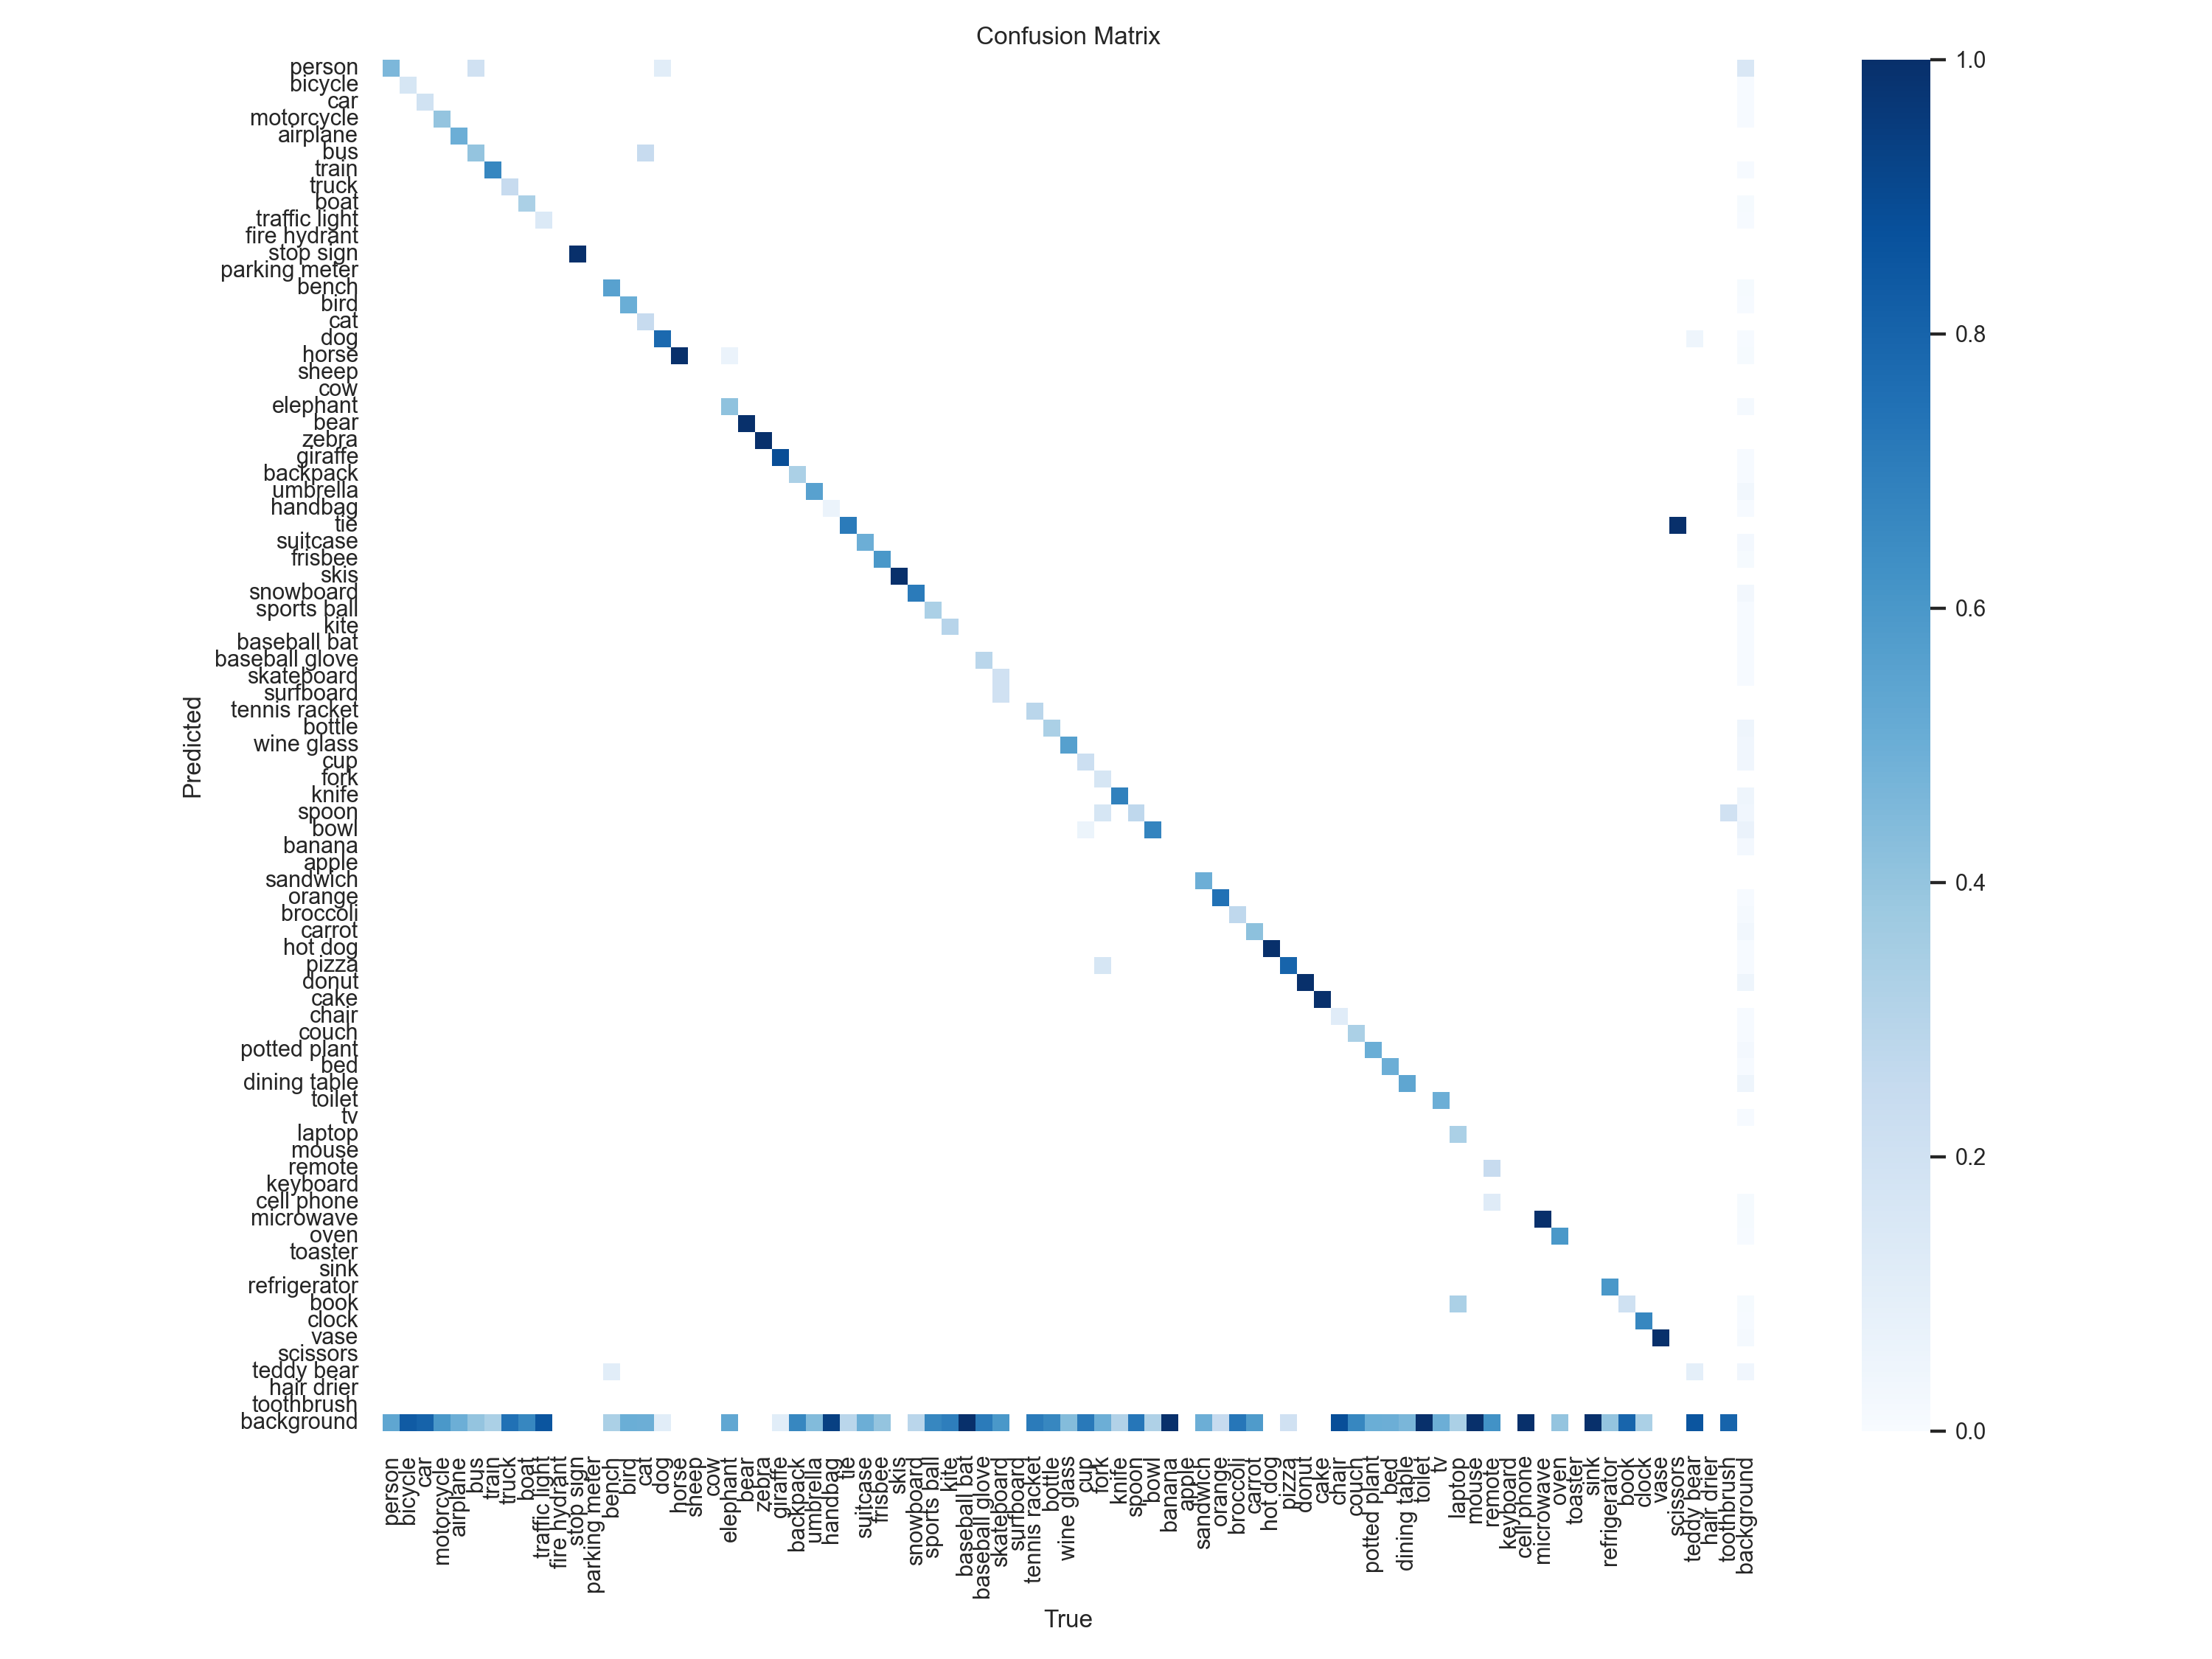 Confusion Matrix
person
bicycle
car
motorcycle
airplane
bus
train
truck
boat
traffic light
fire hydrant
stop sign
parking meter
bench
bird
cat
dog
horse
sheep
cow
elephant
bear
zebra
giraffe
backpack
umbrella
handbag
tie
suitcase
frisbee
skis
snowboard
sports ball
kite
baseball bat
baseball glove
skateboard
surfboard
tennis racket
bottle
wine glass
cup
fork
knife
spoon
bowl
banana
apple
sandwich
orange
broccoli
carrot
hot dog
pizza
donut
cake
chair
couch
potted plant
bed
dining table
toilet
tv
laptop
mouse
remote
keyboard
cell phone
microwave
oven
toaster
sink
refrigerator
book
clock
vase
scissors
teddy bear
hair drier
toothbrush
background
Predicted
person
bicycle
car
motorcycle
airplane
bus
train
truck
boat
traffic light
fire hydrant
stop sign
parking meter
bench
bird
cat
dog
horse
sheep
cow
elephant
bear
zebra
giraffe
backpack
umbrella
handbag
tie
suitcase
frisbee
skis
snowboard
sports ball
kite
baseball bat
baseball glove
skateboard
surfboard
tennis racket
bottle
wine glass
cup
fork
knife
spoon
bowl
banana
apple
sandwich
orange
broccoli
carrot
hot dog
pizza
donut
cake
chair
couch
potted plant
bed
dining table
toilet
tv
laptop
mouse
remote
keyboard
cell phone
microwave
oven
toaster
sink
refrigerator
book
clock
vase
scissors
teddy bear
hair drier
toothbrush
background
True
1.0
0.8
0.6
0.4
0.2
0.0